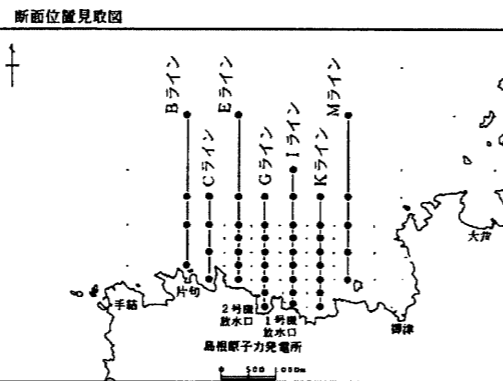 断面位置見取図
Bライン
Cライン
Eライン
Gライン
Iライン
Kライン
Mライン
大芦
手結
片句
2号機
放水口
1号機
放水口
御津
島根原子力発電所
0 500 1,000m